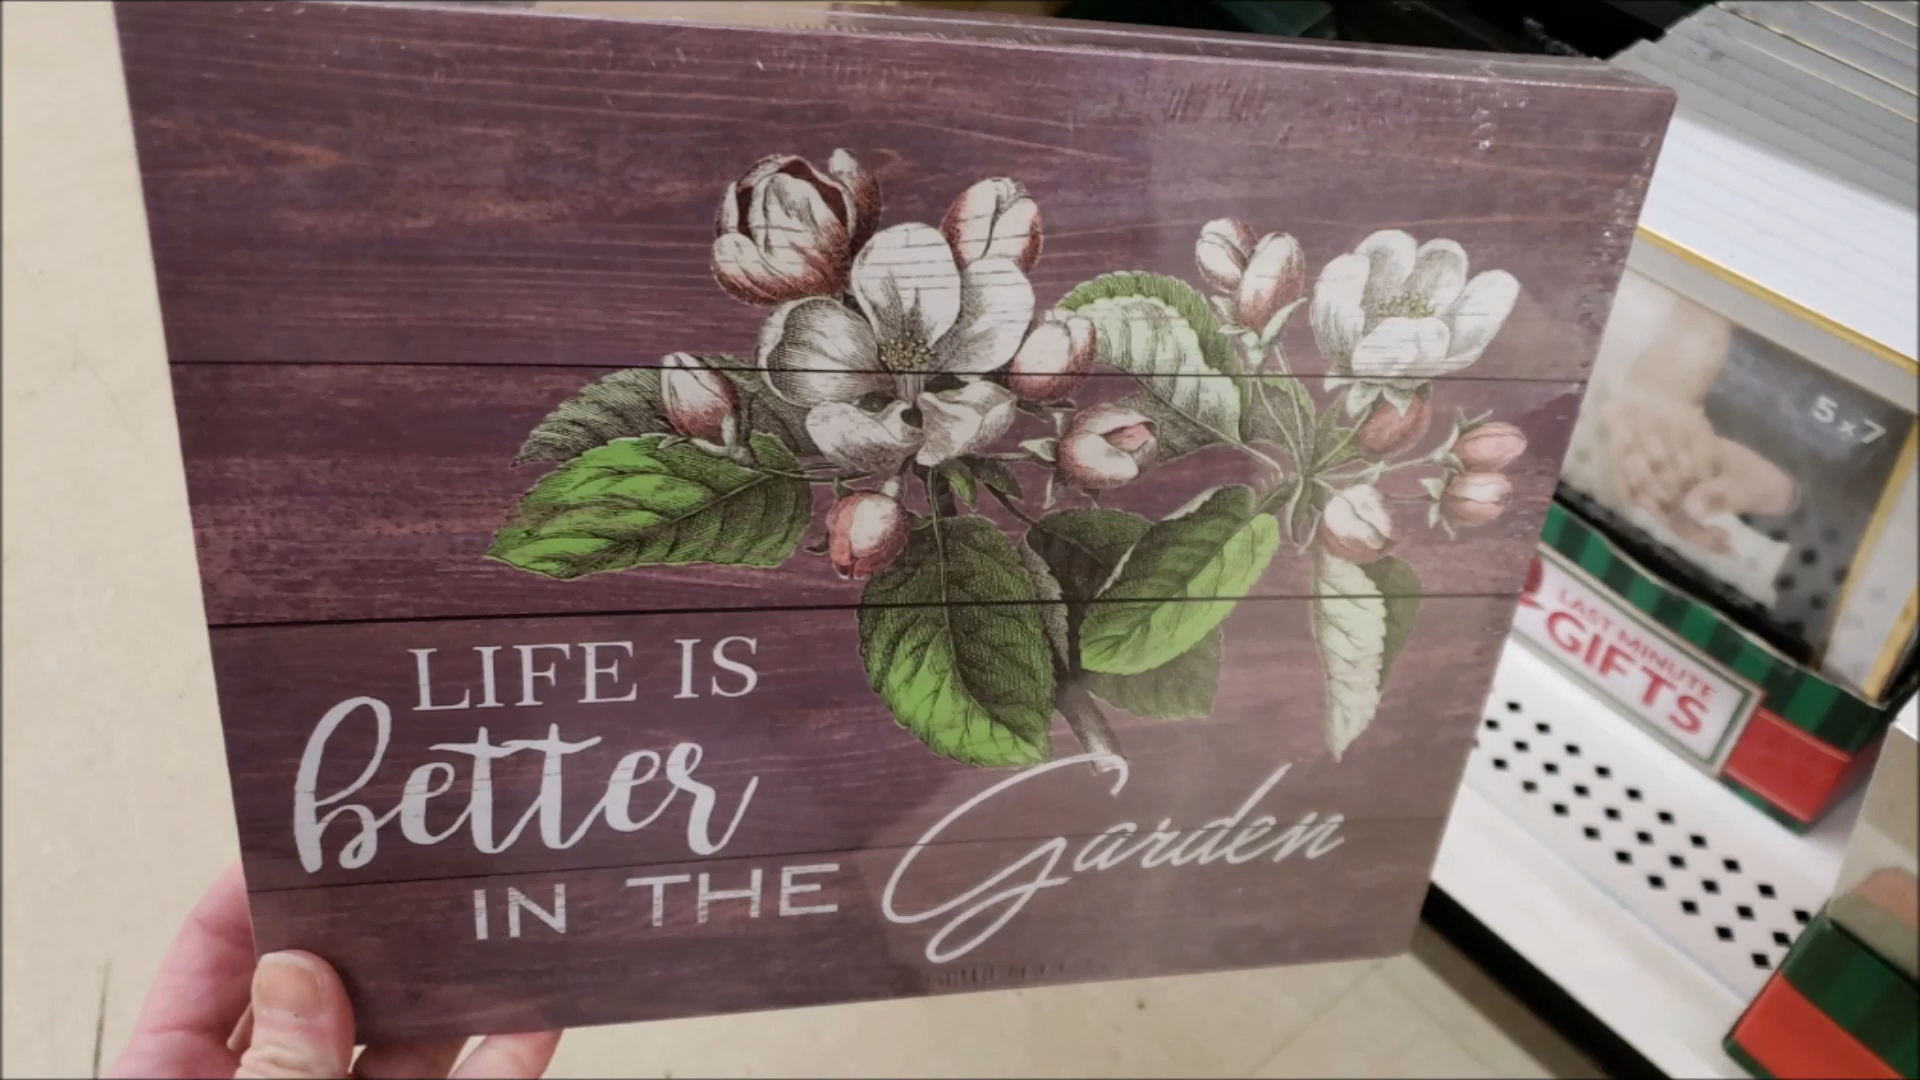 LIFE IS
better
IN THE Garden
5x7
LAST MINUTE
GIFTS